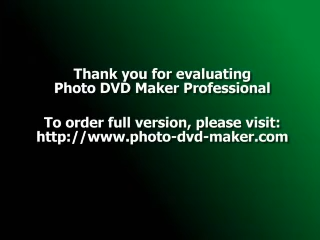 Thank you for evaluating
Photo DVD Maker Professional
To order full version, please visit:
http://www.photo-dvd-maker.com